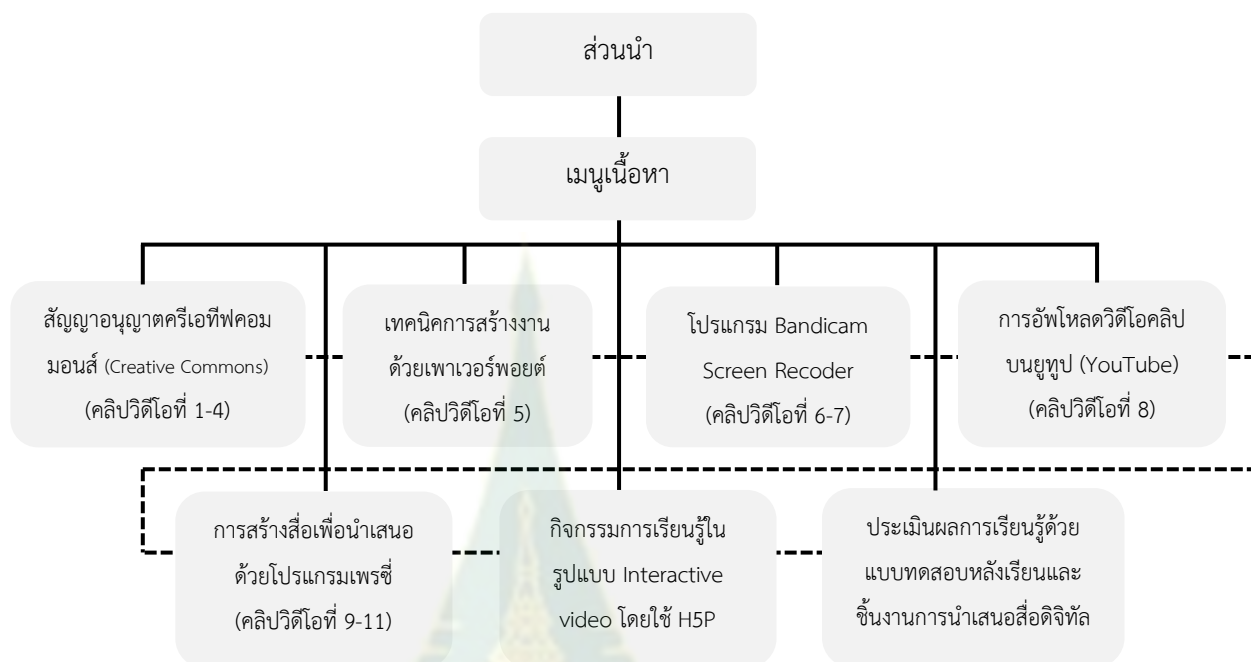 ส่วนนำ
เมนูเนื้อหา
สัญญาอนุญาตครีเอทีฟคอม
มอนส์ (Creative Commons)
(คลิปวิดีโอที่ 1-4)
เทคนิคการสร้างงาน
ด้วยเพาเวอร์พอยต์
(คลิปวิดีโอที่ 5)
โปรแกรม Bandicam
Screen Recoder
(คลิปวิดีโอที่ 6-7)
การอัพโหลดวิดีโอคลิป
บนยูทูป (YouTube)
(คลิปวิดีโอที่ 8)
การสร้างสื่อเพื่อนำเสนอ
ด้วยโปรแกรมเพรซี่
(คลิปวิดีโอที่ 9-11)
กิจกรรมการเรียนรู้ใน
รูปแบบ Interactive
video โดยใช้ H5P
ประเมินผลการเรียนรู้ด้วย
แบบทดสอบหลังเรียนและ
ชิ้นงานการนำเสนอสื่อดิจิทัล